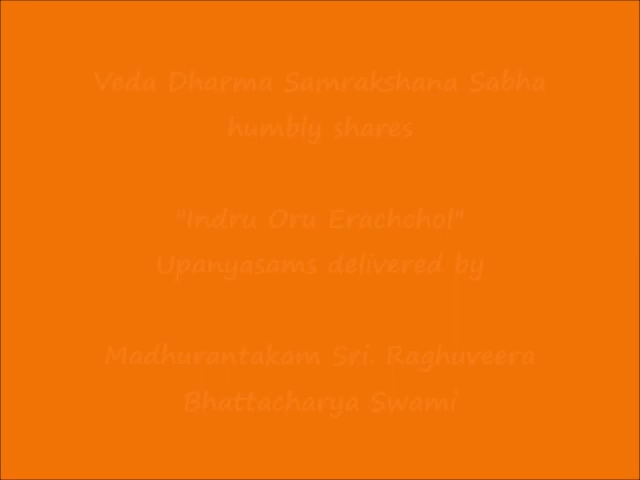 Veda Dharma Samrakshana Sabha
humbly shares
"Indru Oru Erachchol"
Upanyasams delivered by
Madhurantakam Sri. Raghuveera
Bhattacharya Swami